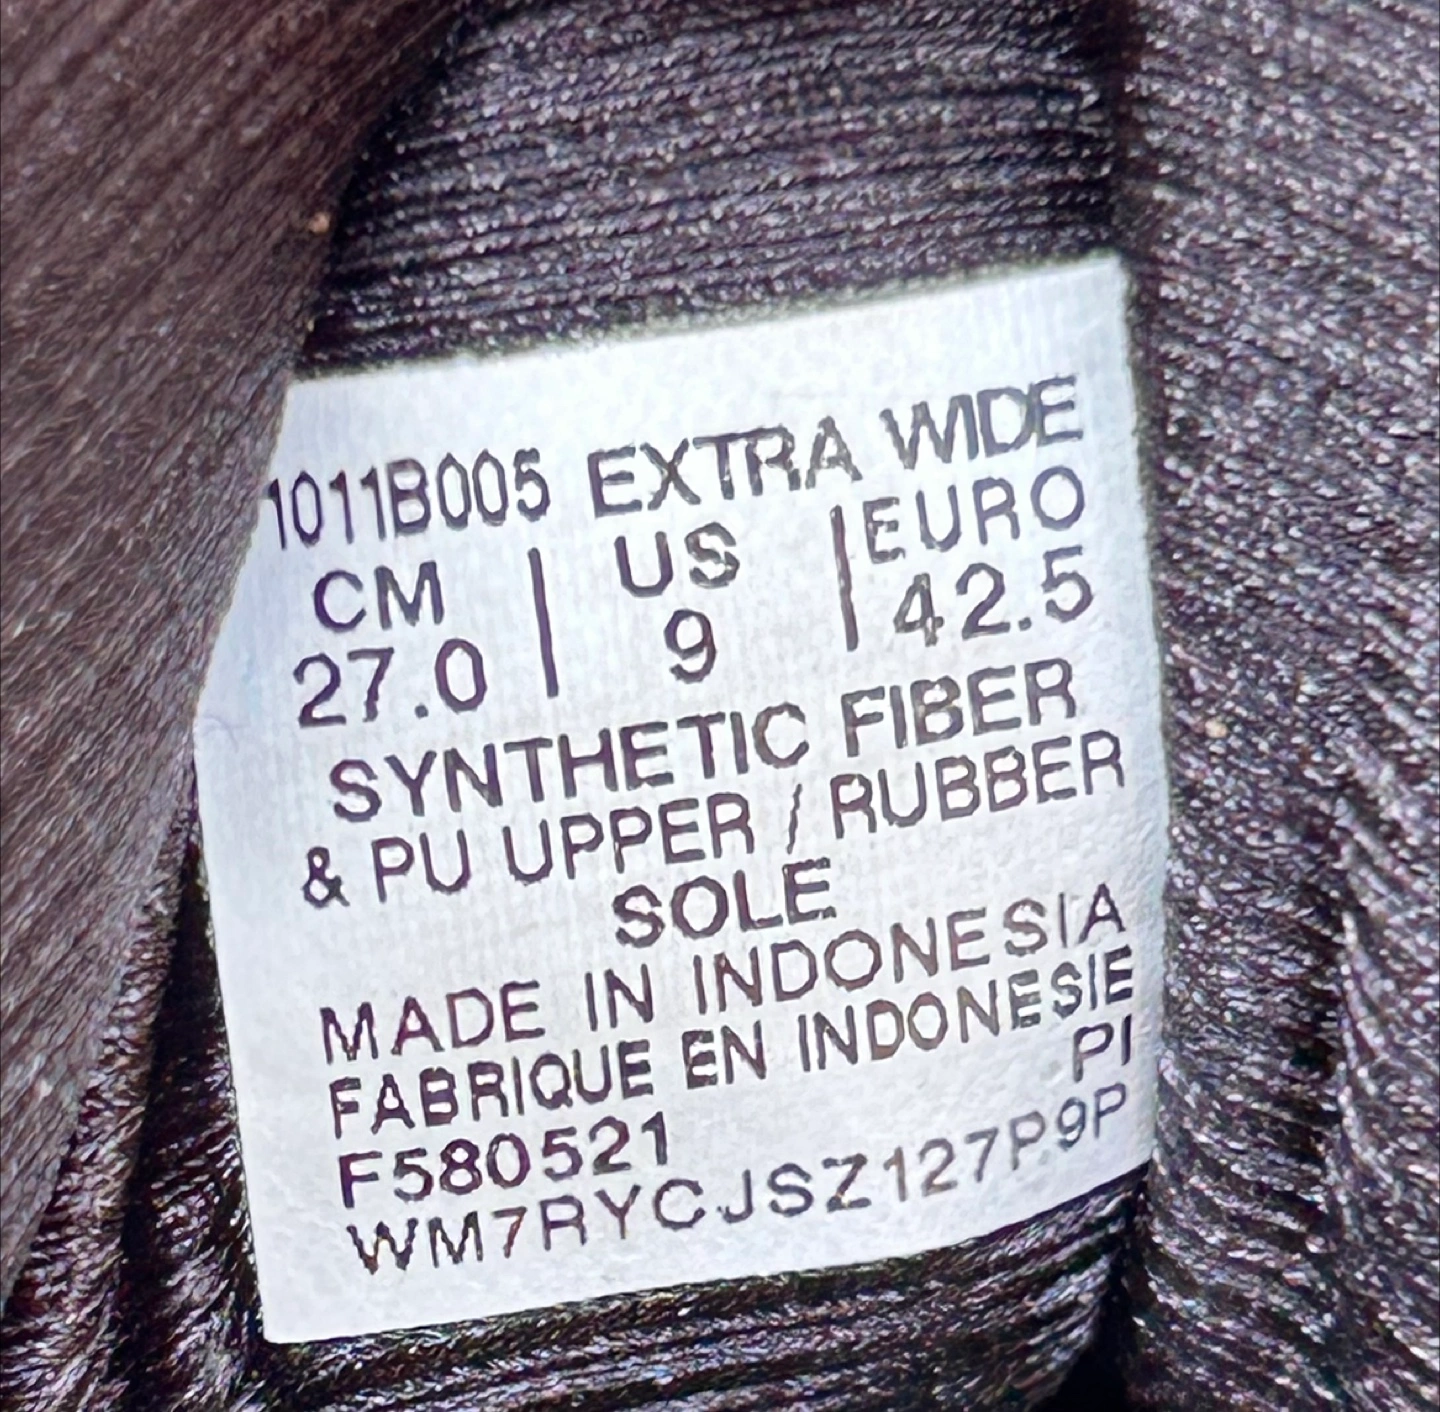 1011B005 EXTRA WIDE
CM | US | EURO
27.0 | 9 | 42.5
SYNTHETIC FIBER
& PU UPPER / RUBBER
SOLE
MADE IN INDONESIA
FABRIQUE EN INDONESIE
PI
F580521
WM7RYCJSZ127P9P